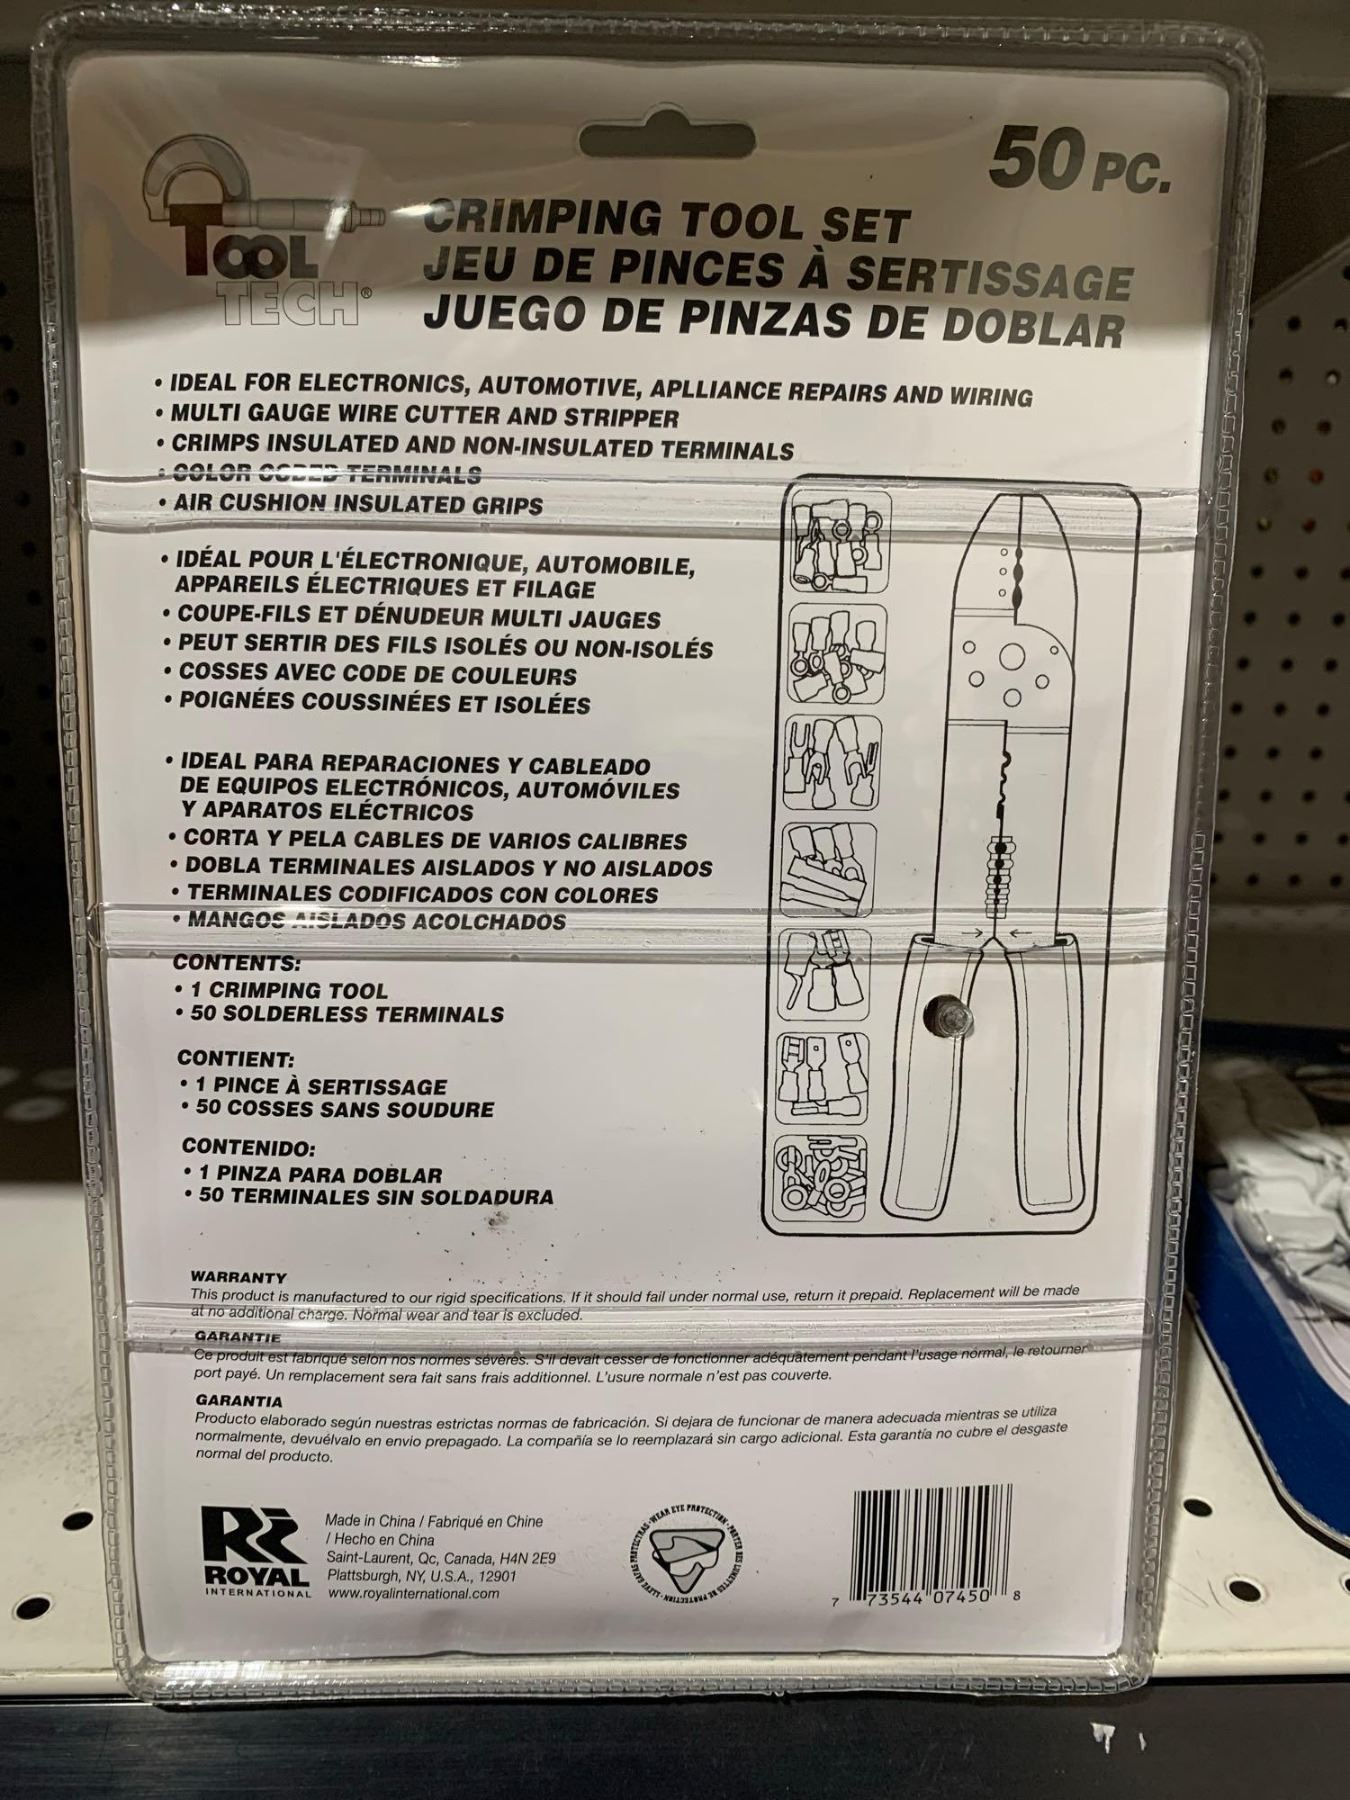 50 PC.
TOOL
TECH®
CRIMPING TOOL SET
JEU DE PINCES À SERTISSAGE
JUEGO DE PINZAS DE DOBLAR
• IDEAL FOR ELECTRONICS, AUTOMOTIVE, APLLIANCE REPAIRS AND WIRING
• MULTI GAUGE WIRE CUTTER AND STRIPPER
• CRIMPS INSULATED AND NON-INSULATED TERMINALS
• COLOR CODED TERMINALS
• AIR CUSHION INSULATED GRIPS
• IDÉAL POUR L'ÉLECTRONIQUE, AUTOMOBILE,
APPAREILS ÉLECTRIQUES ET FILAGE
• COUPE-FILS ET DÉNUDEUR MULTI JAUGES
• PEUT SERTIR DES FILS ISOLÉS OU NON-ISOLÉS
• COSSES AVEC CODE DE COULEURS
• POIGNÉES COUSSINÉES ET ISOLÉES
• IDEAL PARA REPARACIONES Y CABLEADO
DE EQUIPOS ELECTRÓNICOS, AUTOMÓVILES
Y APARATOS ELÉCTRICOS
• CORTA Y PELA CABLES DE VARIOS CALIBRES
• DOBLA TERMINALES AISLADOS Y NO AISLADOS
• TERMINALES CODIFICADOS CON COLORES
• MANGOS AISLADOS ACOLCHADOS
CONTENTS:
• 1 CRIMPING TOOL
• 50 SOLDERLESS TERMINALS
CONTIENT:
• 1 PINCE À SERTISSAGE
• 50 COSSES SANS SOUDURE
CONTENIDO:
• 1 PINZA PARA DOBLAR
• 50 TERMINALES SIN SOLDADURA
WARRANTY
This product is manufactured to our rigid specifications. If it should fail under normal use, return it prepaid. Replacement will be made
at no additional charge. Normal wear and tear is excluded.
GARANTIE
Ce produit est fabriqué selon nos normes sévères. S'il devait cesser de fonctionner adéquatement pendant l'usage normal, le retourner
port payé. Un remplacement sera fait sans frais additionnel. L'usure normale n'est pas couverte.
GARANTIA
Producto elaborado según nuestras estrictas normas de fabricación. Si dejara de funcionar de manera adecuada mientras se utiliza
normalmente, devuélvalo en envio prepagado. La compañía se lo reemplazará sin cargo adicional. Esta garantía no cubre el desgaste
normal del producto.
ROYAL
INTERNATIONAL
Made in China / Fabriqué en Chine
/ Hecho en China
Saint-Laurent, Qc, Canada, H4N 2E9
Plattsburgh, NY, U.S.A., 12901
www.royalinternational.com
WEAR EYE PROTECTION • PORTER DES LUNETTES DE PROTECTION • LLEVE GAFAS PROTECTRAS
7 73544 07450 8